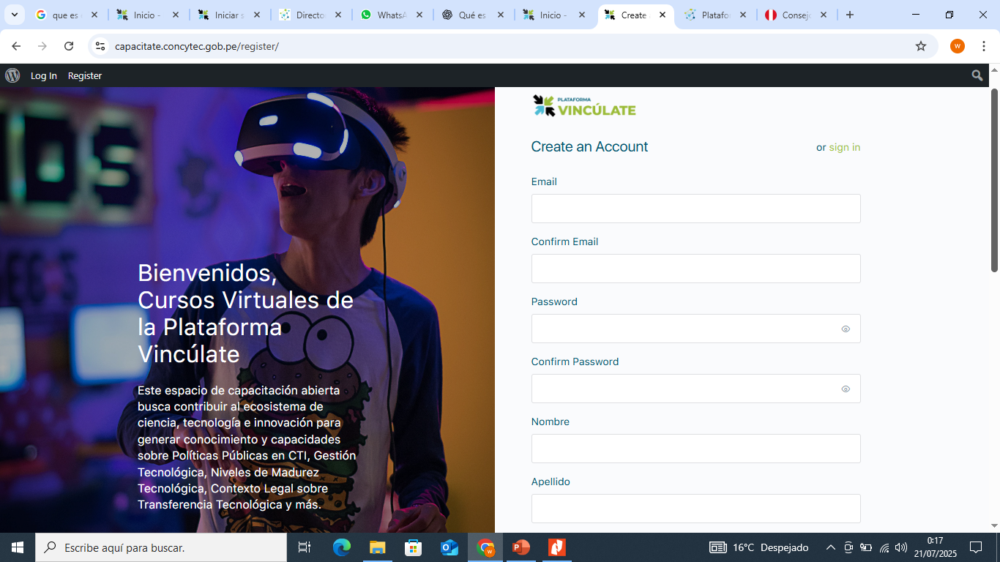 que es
Inicio -
Iniciar s
Directo
WhatsA
Qué es
Inicio -
Create
Platafor
Consejo
capacitate.concytec.gob.pe/register/
W
Log In
Register
PLATAFORMA
VINCÚLATE
Create an Account
or sign in
Email
Confirm Email
Password
Confirm Password
Nombre
Apellido
Bienvenidos,
Cursos Virtuales de
la Plataforma
Vincúlate
Este espacio de capacitación abierta
busca contribuir al ecosistema de
ciencia, tecnología e innovación para
generar conocimiento y capacidades
sobre Políticas Públicas en CTI, Gestión
Tecnológica, Niveles de Madurez
Tecnológica, Contexto Legal sobre
Transferencia Tecnológica y más.
Escribe aquí para buscar.
16°C Despejado
0:17
21/07/2025